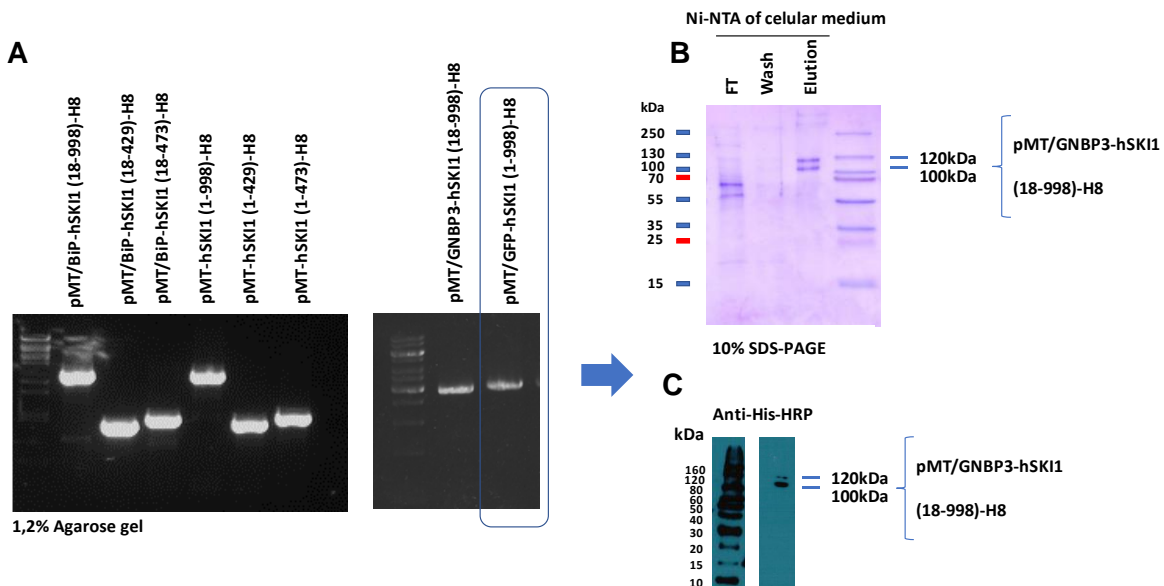 A
pMT/BiP-hSKI1 (18-998)-H8
pMT/BiP-hSKI1 (18-429)-H8
pMT/BiP-hSKI1 (18-473)-H8
pMT-hSKI1 (1-998)-H8
pMT-hSKI1 (1-429)-H8
pMT-hSKI1 (1-473)-H8
pMT/GNBP3-hSKI1 (18-998)-H8
pMT/GFP-hSKI1 (1-998)-H8
1,2% Agarose gel
Ni-NTA of celular medium
B
FT
Wash
Elution
kDa
250
130
100
70
55
35
25
15
120kDa
100kDa
pMT/GNBP3-hSKI1
(18-998)-H8
10% SDS-PAGE
C
Anti-His-HRP
kDa
160
120
80
60
50
40
30
20
15
10
120kDa
100kDa
pMT/GNBP3-hSKI1
(18-998)-H8